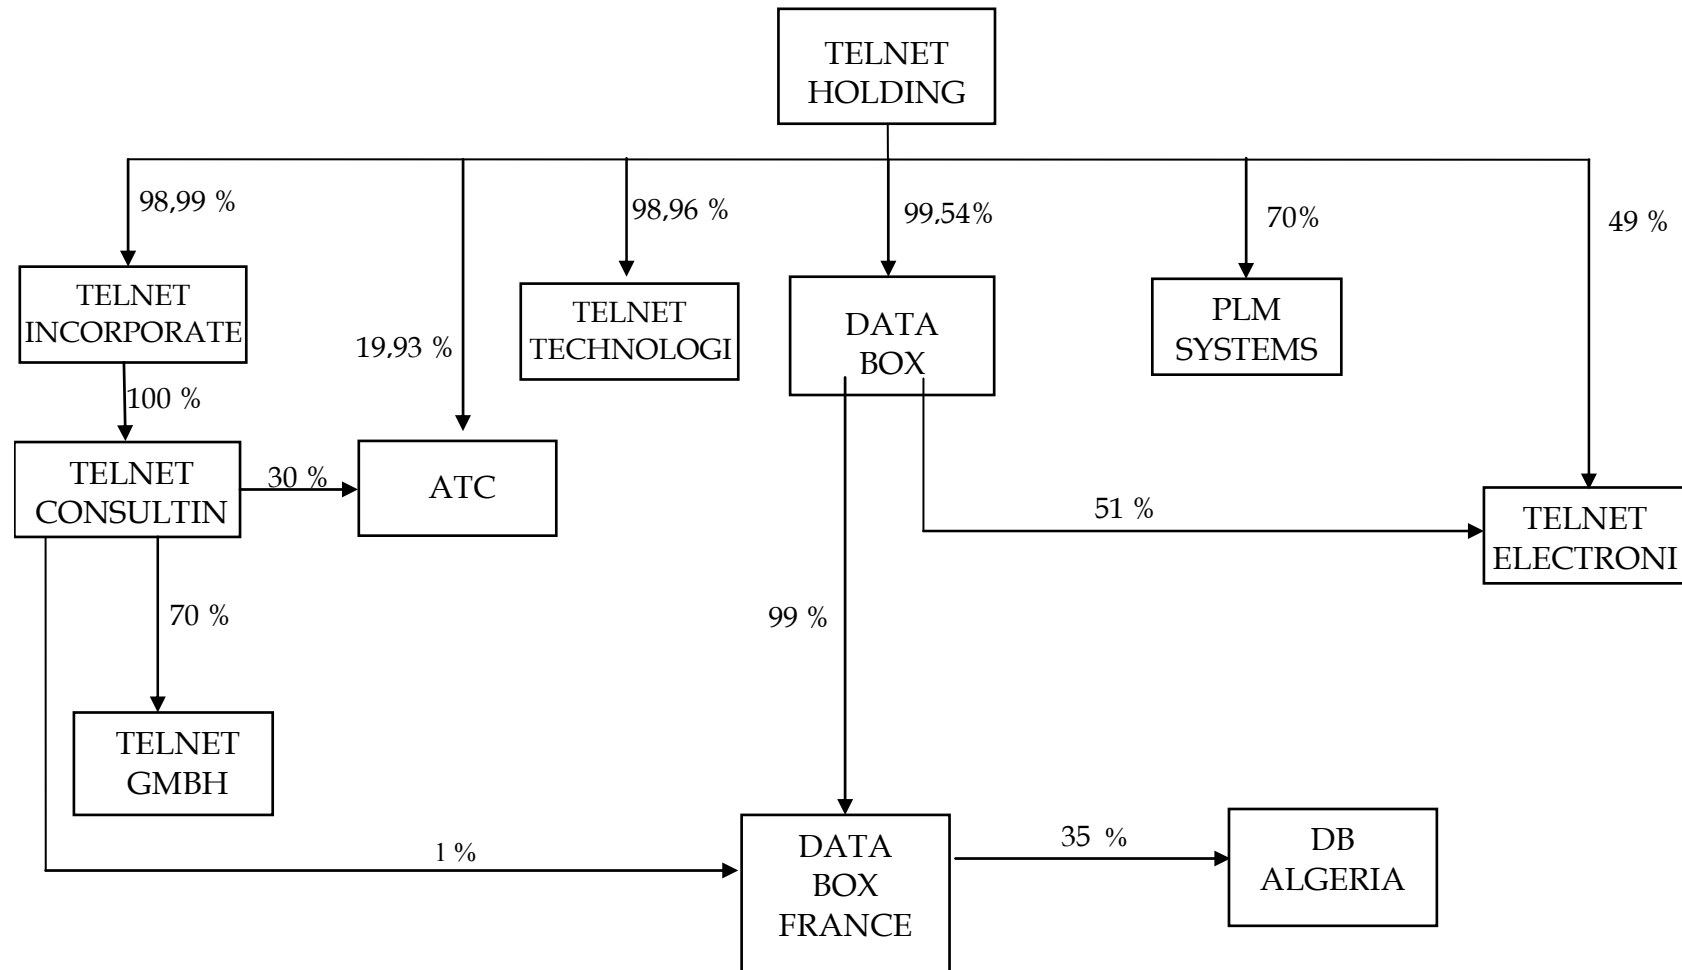 TELNET
HOLDING
98,99 %
98,96 %
99,54%
70%
49 %
TELNET
INCORPORATE
19,93 %
TELNET
TECHNOLOGI
DATA
BOX
PLM
SYSTEMS
100 %
TELNET
CONSULTIN
30 %
ATC
51 %
TELNET
ELECTRONI
70 %
99 %
TELNET
GMBH
1 %
DATA
BOX
FRANCE
35 %
DB
ALGERIA